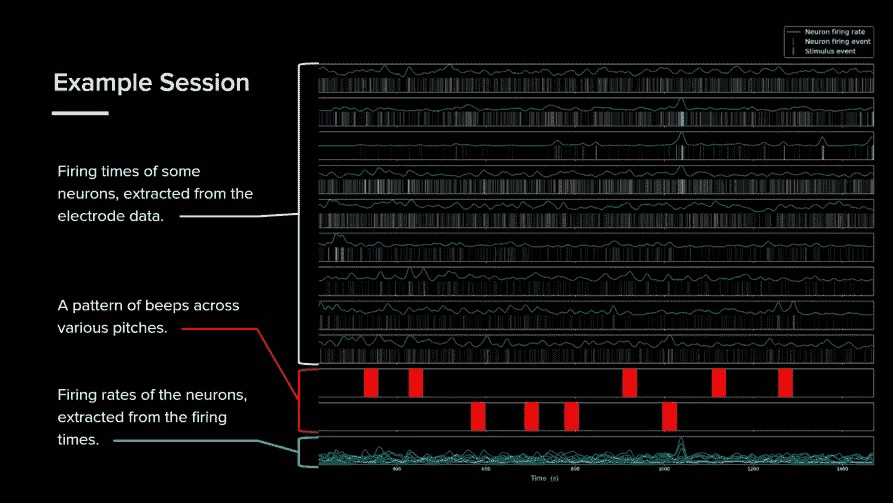 Neuron firing rate
Neuron firing event
Stimulus event
Example Session
Firing times of some
neurons, extracted from the
electrode data.
A pattern of beeps across
various pitches.
Firing rates of the neurons,
extracted from the firing
times.
400 600 800 1000 1200 1400
Time (s)